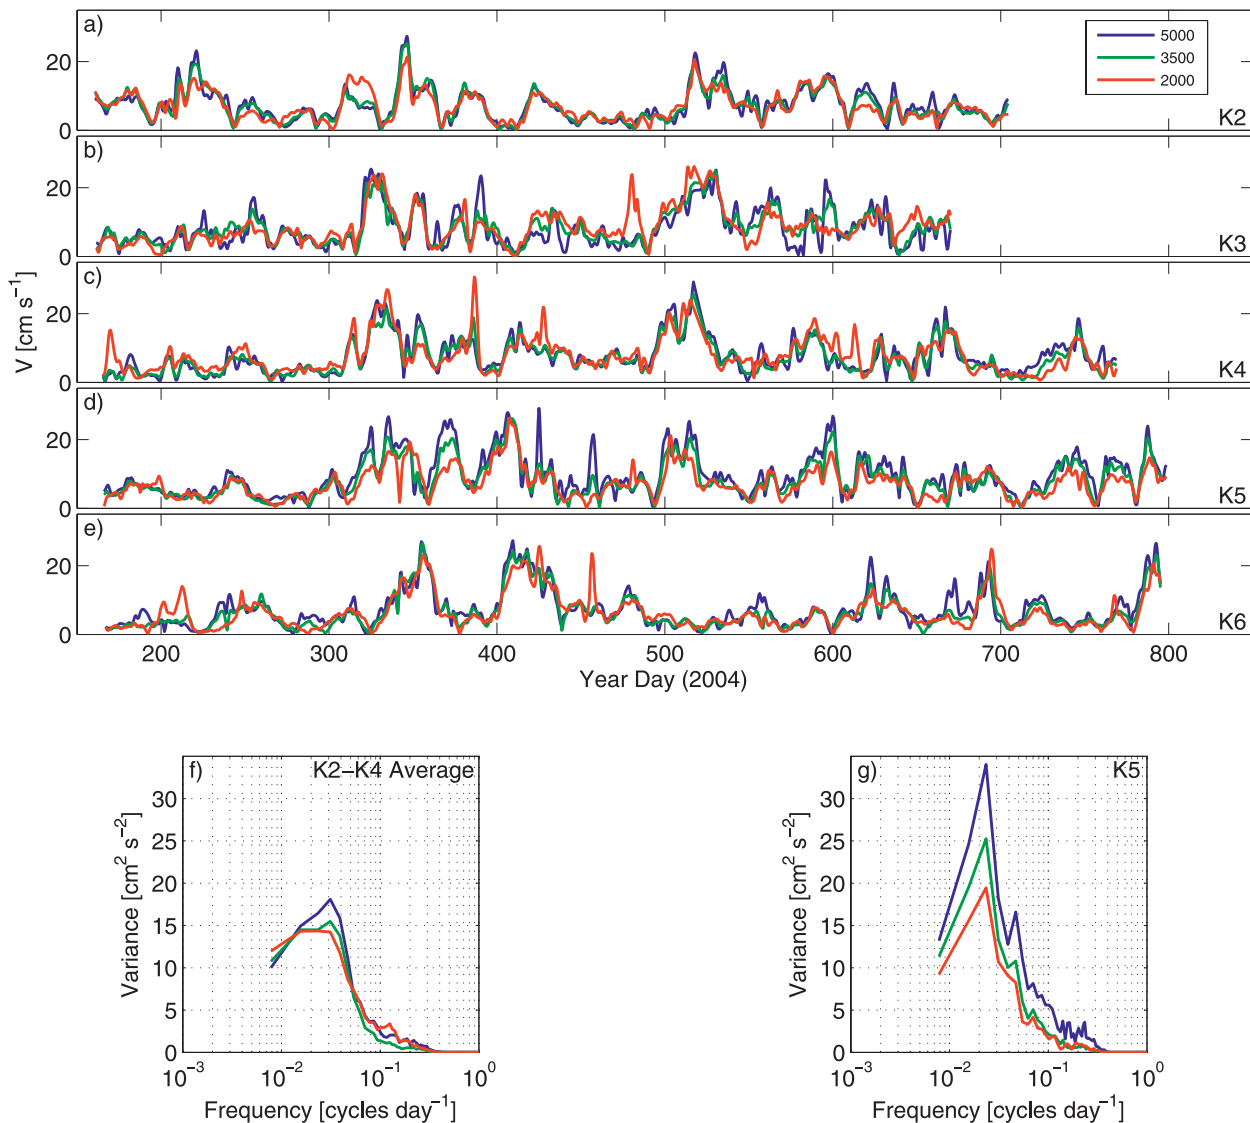 a)
5000
3500
2000
20
0
K2
b)
20
0
K3
c)
20
0
K4
V [cm s⁻¹]
d)
20
0
K5
e)
20
0
K6
200 300 400 500 600 700 800
Year Day (2004)
f) K2–K4 Average
30
25
20
15
10
5
0
Variance [cm² s⁻²]
10⁻³ 10⁻² 10⁻¹ 10⁰
Frequency [cycles day⁻¹]
g) K5
30
25
20
15
10
5
0
Variance [cm² s⁻²]
10⁻³ 10⁻² 10⁻¹ 10⁰
Frequency [cycles day⁻¹]